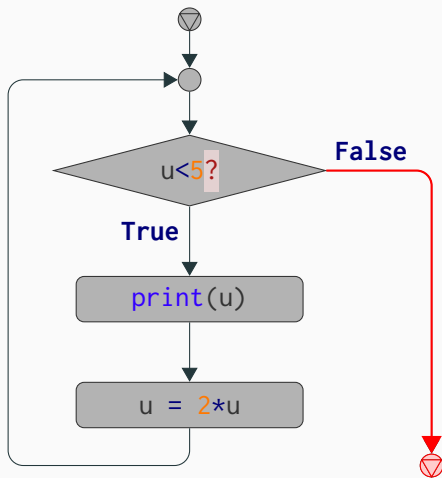 False
u<5?
True
print(u)
u = 2*u